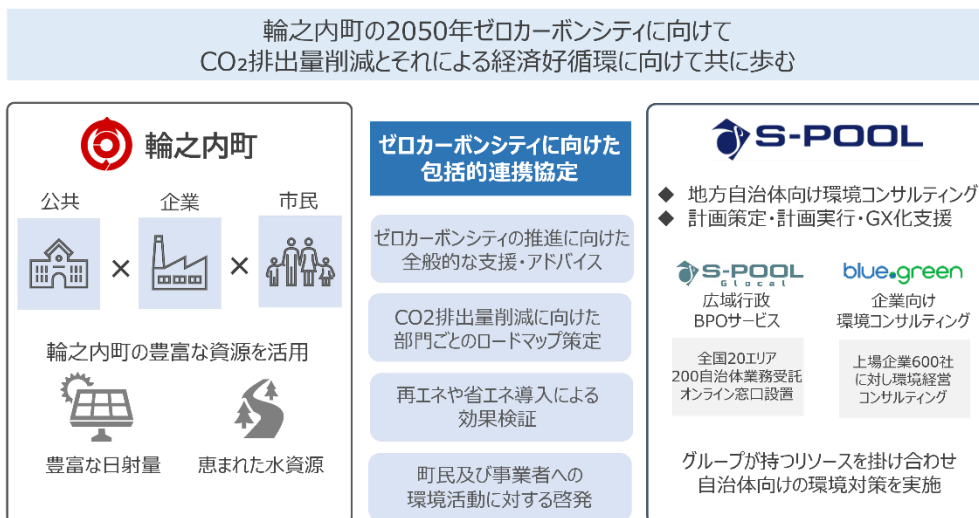 輪之内町の2050年ゼロカーボンシティに向けて
CO₂排出量削減とそれによる経済好循環に向けて共に歩む
輪之内町
公共
企業
市民
×
×
輪之内町の豊富な資源を活用
豊富な日射量
恵まれた水資源
ゼロカーボンシティに向けた
包括的連携協定
ゼロカーボンシティの推進に向けた
全般的な支援・アドバイス
CO2排出量削減に向けた
部門ごとのロードマップ策定
再エネや省エネ導入による
効果検証
町民及び事業者への
環境活動に対する啓発
S-POOL
◆ 地方自治体向け環境コンサルティング
◆ 計画策定・計画実行・GX化支援
S-POOL
Glocal
広域行政
BPOサービス
全国20エリア
200自治体業務受託
オンライン窓口設置
blue.green
企業向け
環境コンサルティング
上場企業600社
に対し環境経営
コンサルティング
グループが持つリソースを掛け合わせ
自治体向けの環境対策を実施